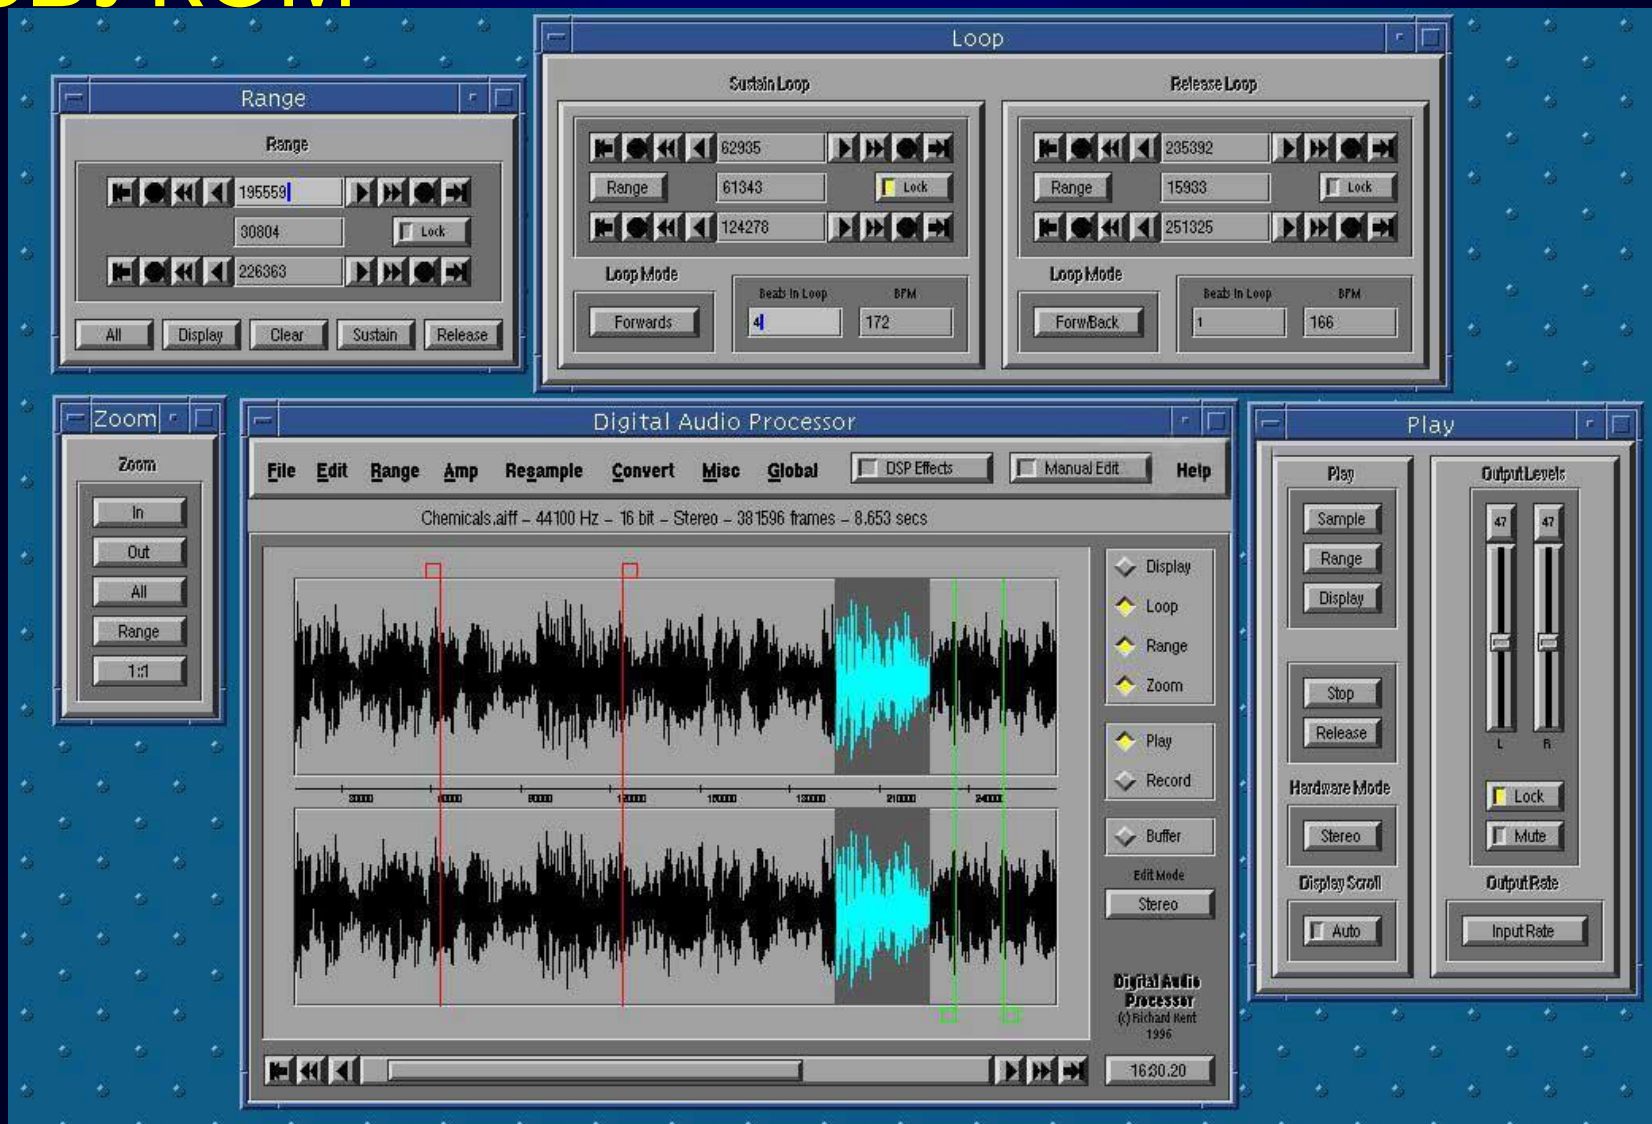 Loop
Sustain Loop
Release Loop
62935
Range 61343 Lock
124278
Loop Mode
Beats In Loop BPM
Forwards 4 172
235392
Range 15933 Lock
251325
Loop Mode
Beats In Loop BPM
Forw/Back 1 166
Range
Range
195559
30804 Lock
226363
All Display Clear Sustain Release
Zoom
Zoom
In
Out
All
Range
1:1
Digital Audio Processor
File Edit Range Amp Resample Convert Misc Global DSP Effects Manual Edit Help
Chemicals.aiff – 44100 Hz – 16 bit – Stereo – 381596 frames – 8.653 secs
Display
Loop
Range
Zoom
Play
Record
Buffer
Edit Mode
Stereo
30000 90000 150000 210000
Digital Audio
Processor
(c) Richard Kent
1996
16:30.20
Play
Play
Sample
Range
Display
Stop
Release
Hardware Mode
Stereo
Display Scroll
Auto
Output Levels
47 47
L R
Lock
Mute
Output Rate
Input Rate